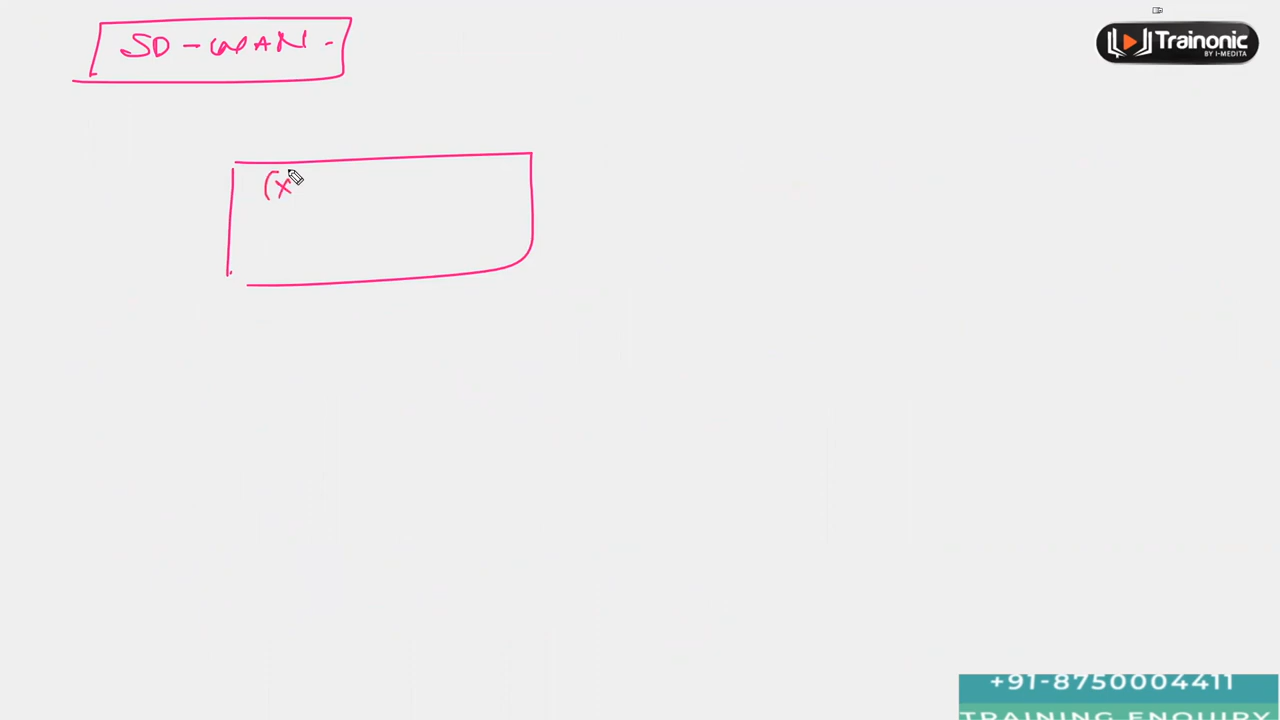 SD-WAN-
Trainonic
BY I-MEDITA
(x
+91-8750004411
TRAINING ENQUIRY